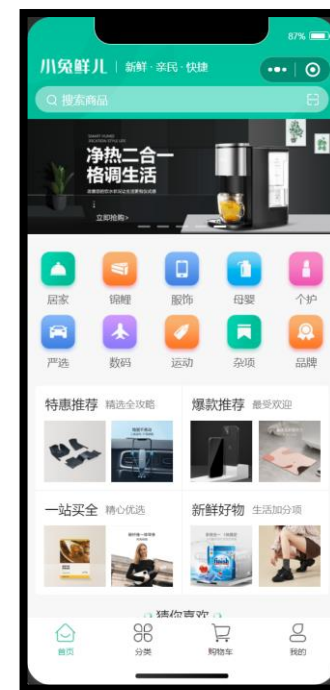 87%
小兔鲜儿 | 新鲜·亲民·快捷
搜索商品
净热二合一
格调生活
立即抢购>
居家 锦鲤 服饰 母婴 个护
严选 数码 运动 杂项 品牌
特惠推荐 精选全攻略
爆款推荐 最受欢迎
一站买全 精心优选
新鲜好物 生活加分项
猜你喜欢
首页 分类 购物车 我的